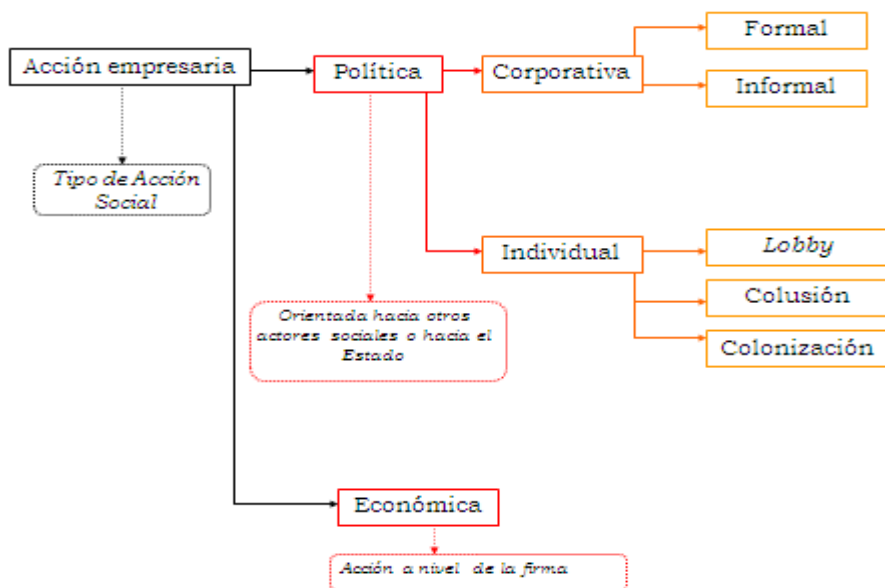 Formal
Acción empresaria
Política
Corporativa
Informal
Tipo de Acción
Social
Individual
Lobby
Colusión
Orientada hacia otros
actores sociales o hacia el
Estado
Colonización
Económica
Acción a nivel de la firma